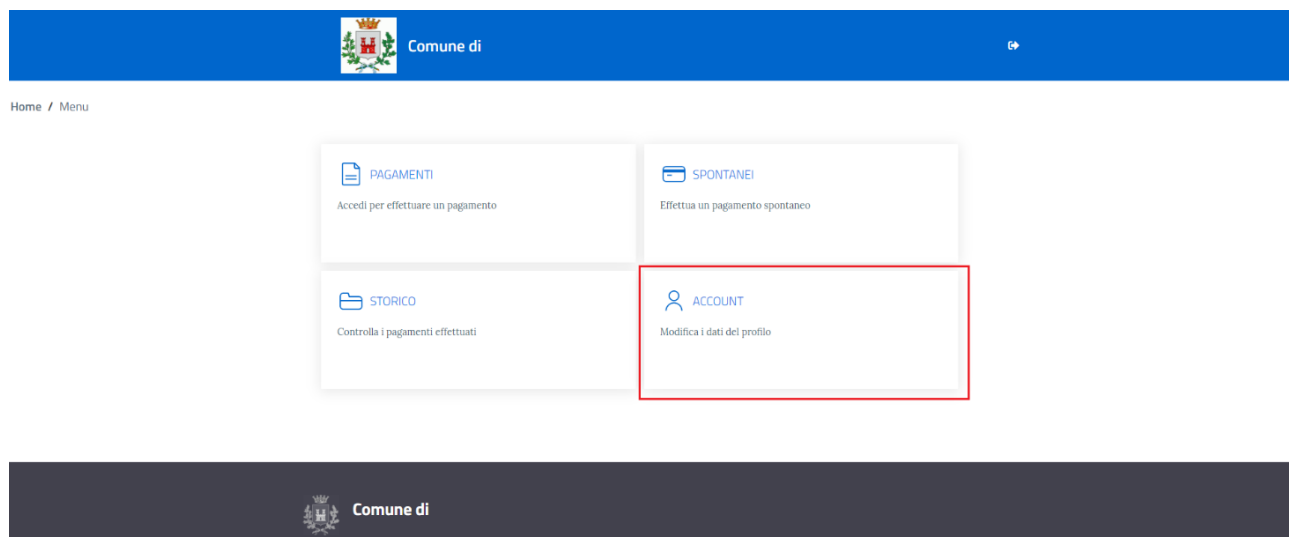 Comune di
Home / Menu
PAGAMENTI
Accedi per effettuare un pagamento
SPONTANEI
Effettua un pagamento spontaneo
STORICO
Controlla i pagamenti effettuati
ACCOUNT
Modifica i dati del profilo
Comune di